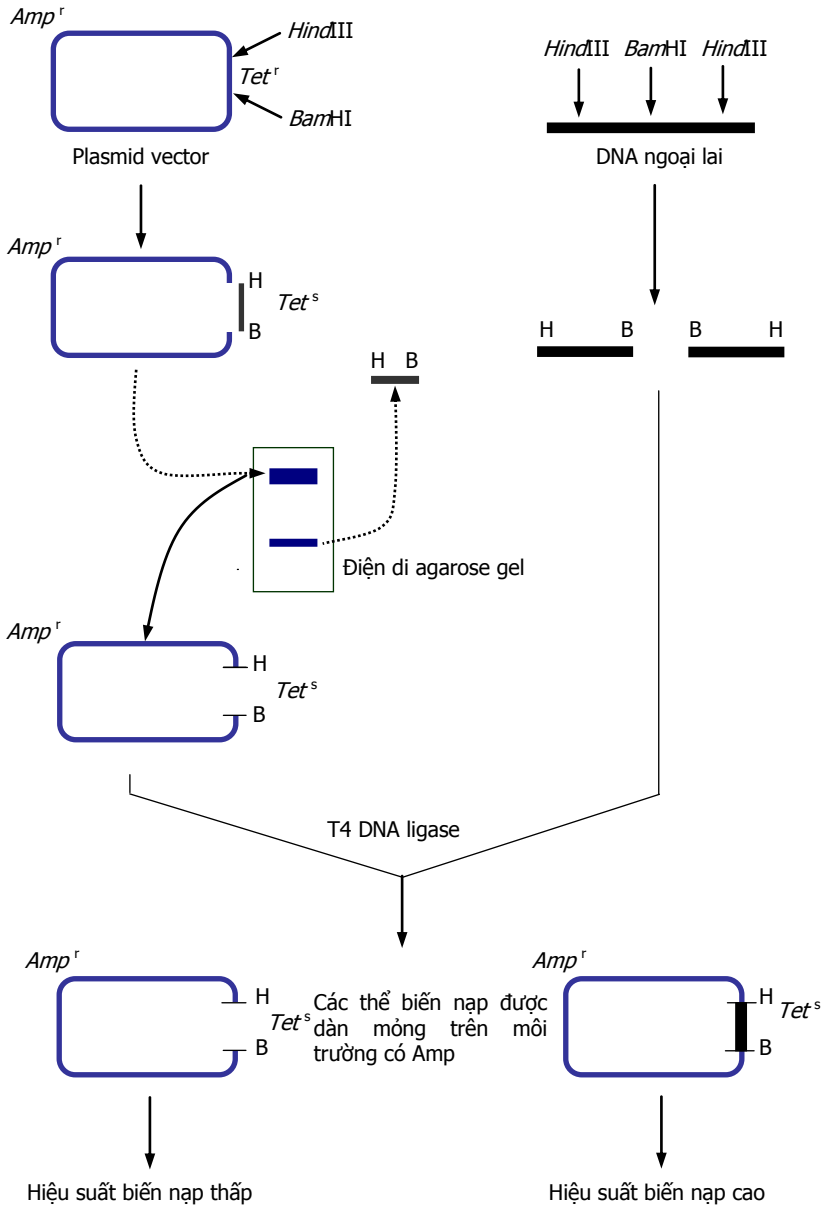 Amp r
HindIII
Tet r
BamHI
Plasmid vector
HindIII BamHI HindIII
DNA ngoại lai
Amp r
H
Tet s
B
H B
H B B H
Điện di agarose gel
Amp r
H
Tet s
B
T4 DNA ligase
Amp r
H
Tet s
B
Các thể biến nạp được
dàn mỏng trên môi
trường có Amp
Amp r
H
Tet s
B
Hiệu suất biến nạp thấp
Hiệu suất biến nạp cao